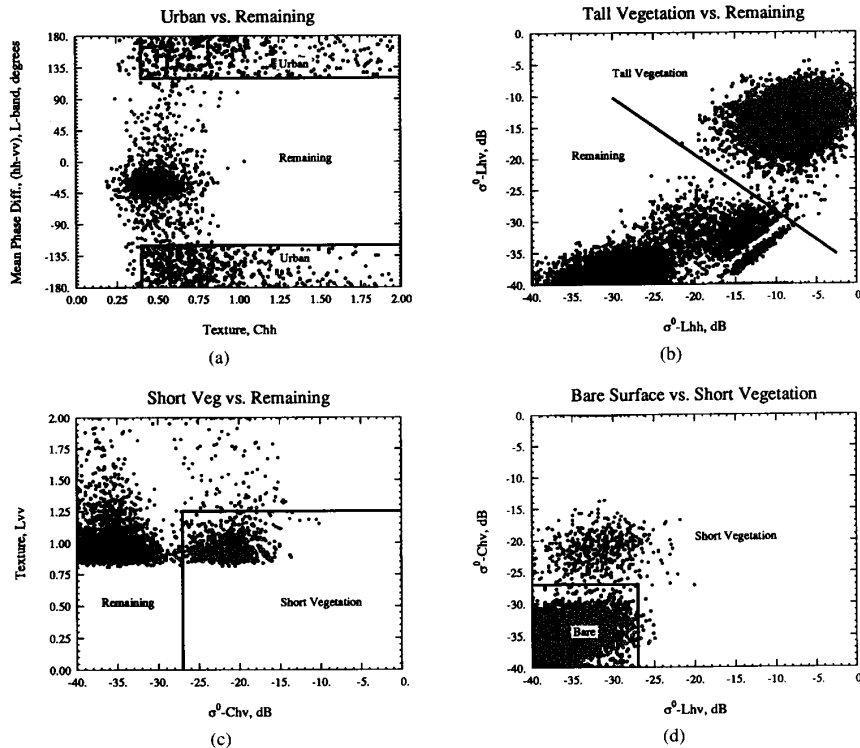 Urban vs. Remaining
Mean Phase Diff., (hh-vv), L-band, degrees
180.
135.
90.
45.
0.
-45.
-90.
-135.
-180.
Urban
Remaining
Urban
0.00 0.25 0.50 0.75 1.00 1.25 1.50 1.75 2.00
Texture, Chh
(a)
Tall Vegetation vs. Remaining
σ⁰-Lhv, dB
0.
-5.
-10.
-15.
-20.
-25.
-30.
-35.
-40.
Tall Vegetation
Remaining
-40. -35. -30. -25. -20. -15. -10. -5. 0.
σ⁰-Lhh, dB
(b)
Short Veg vs. Remaining
Texture, Lvv
2.00
1.75
1.50
1.25
1.00
0.75
0.50
0.25
0.00
Remaining
Short Vegetation
-40. -35. -30. -25. -20. -15. -10. -5. 0.
σ⁰-Chv, dB
(c)
Bare Surface vs. Short Vegetation
σ⁰-Chv, dB
0.
-5.
-10.
-15.
-20.
-25.
-30.
-35.
-40.
Short Vegetation
Bare
-40. -35. -30. -25. -20. -15. -10. -5. 0.
σ⁰-Lhv, dB
(d)